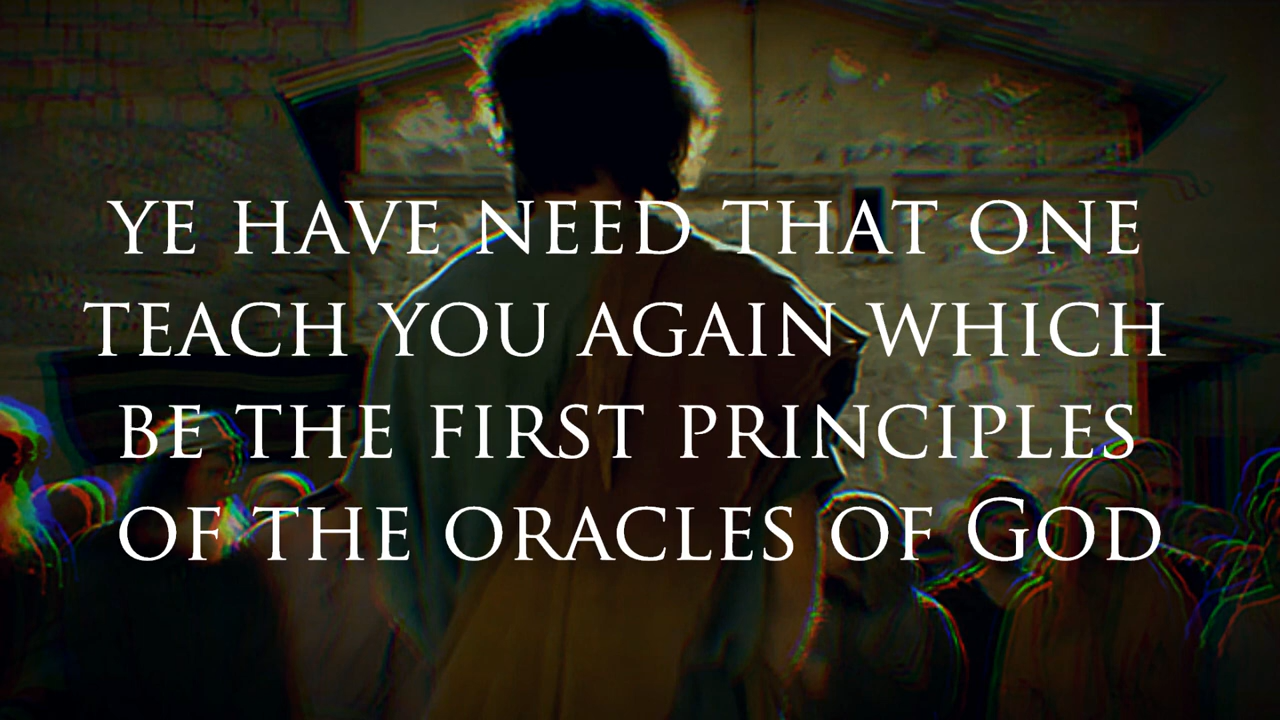 YE HAVE NEED THAT ONE
TEACH YOU AGAIN WHICH
BE THE FIRST PRINCIPLES
OF THE ORACLES OF GOD